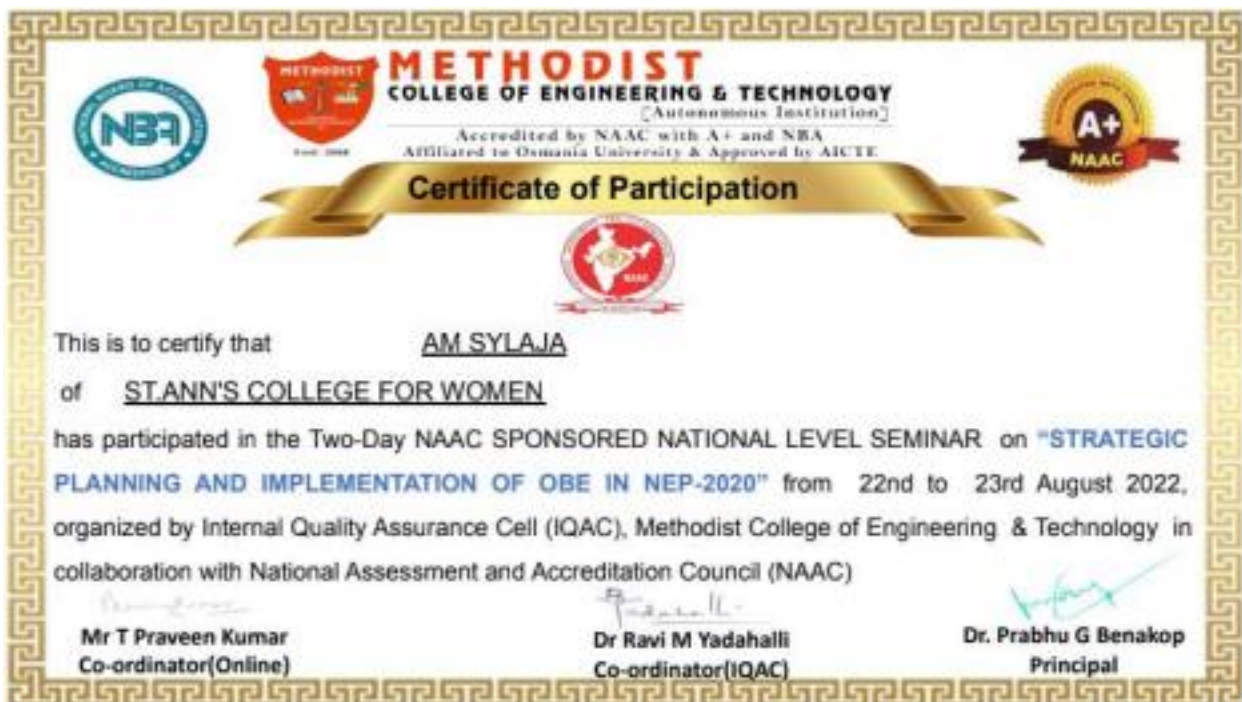 METHODIST
COLLEGE OF ENGINEERING & TECHNOLOGY
[Autonomous Institution]
Accredited by NAAC with A+ and NBA
Affiliated to Osmania University & Approved by AICTE
METHODIST
NBA
A+
NAAC
Certificate of Participation
NAAC
This is to certify that AM SYLAJA
of ST.ANN'S COLLEGE FOR WOMEN
has participated in the Two-Day NAAC SPONSORED NATIONAL LEVEL SEMINAR on "STRATEGIC
PLANNING AND IMPLEMENTATION OF OBE IN NEP-2020" from 22nd to 23rd August 2022,
organized by Internal Quality Assurance Cell (IQAC), Methodist College of Engineering & Technology in
collaboration with National Assessment and Accreditation Council (NAAC)
Mr T Praveen Kumar
Co-ordinator(Online)
Dr Ravi M Yadahalli
Co-ordinator(IQAC)
Dr. Prabhu G Benakop
Principal